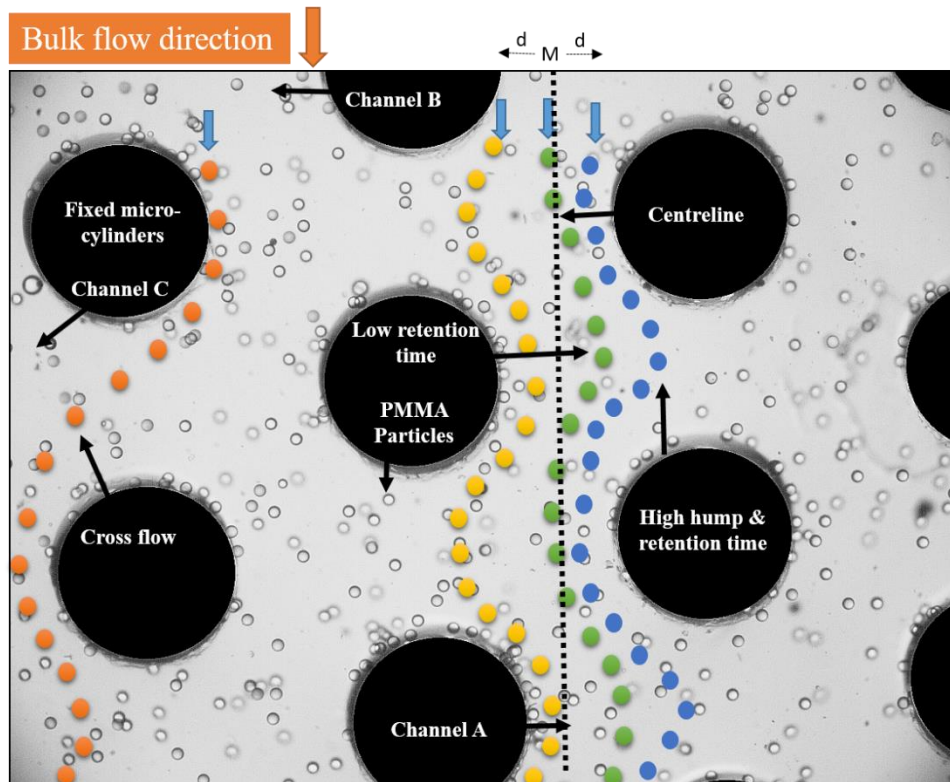 Bulk flow direction
d M d
Channel B
Fixed micro-
cylinders
Channel C
Centreline
Low retention
time
PMMA
Particles
Cross flow
High hump &
retention time
Channel A